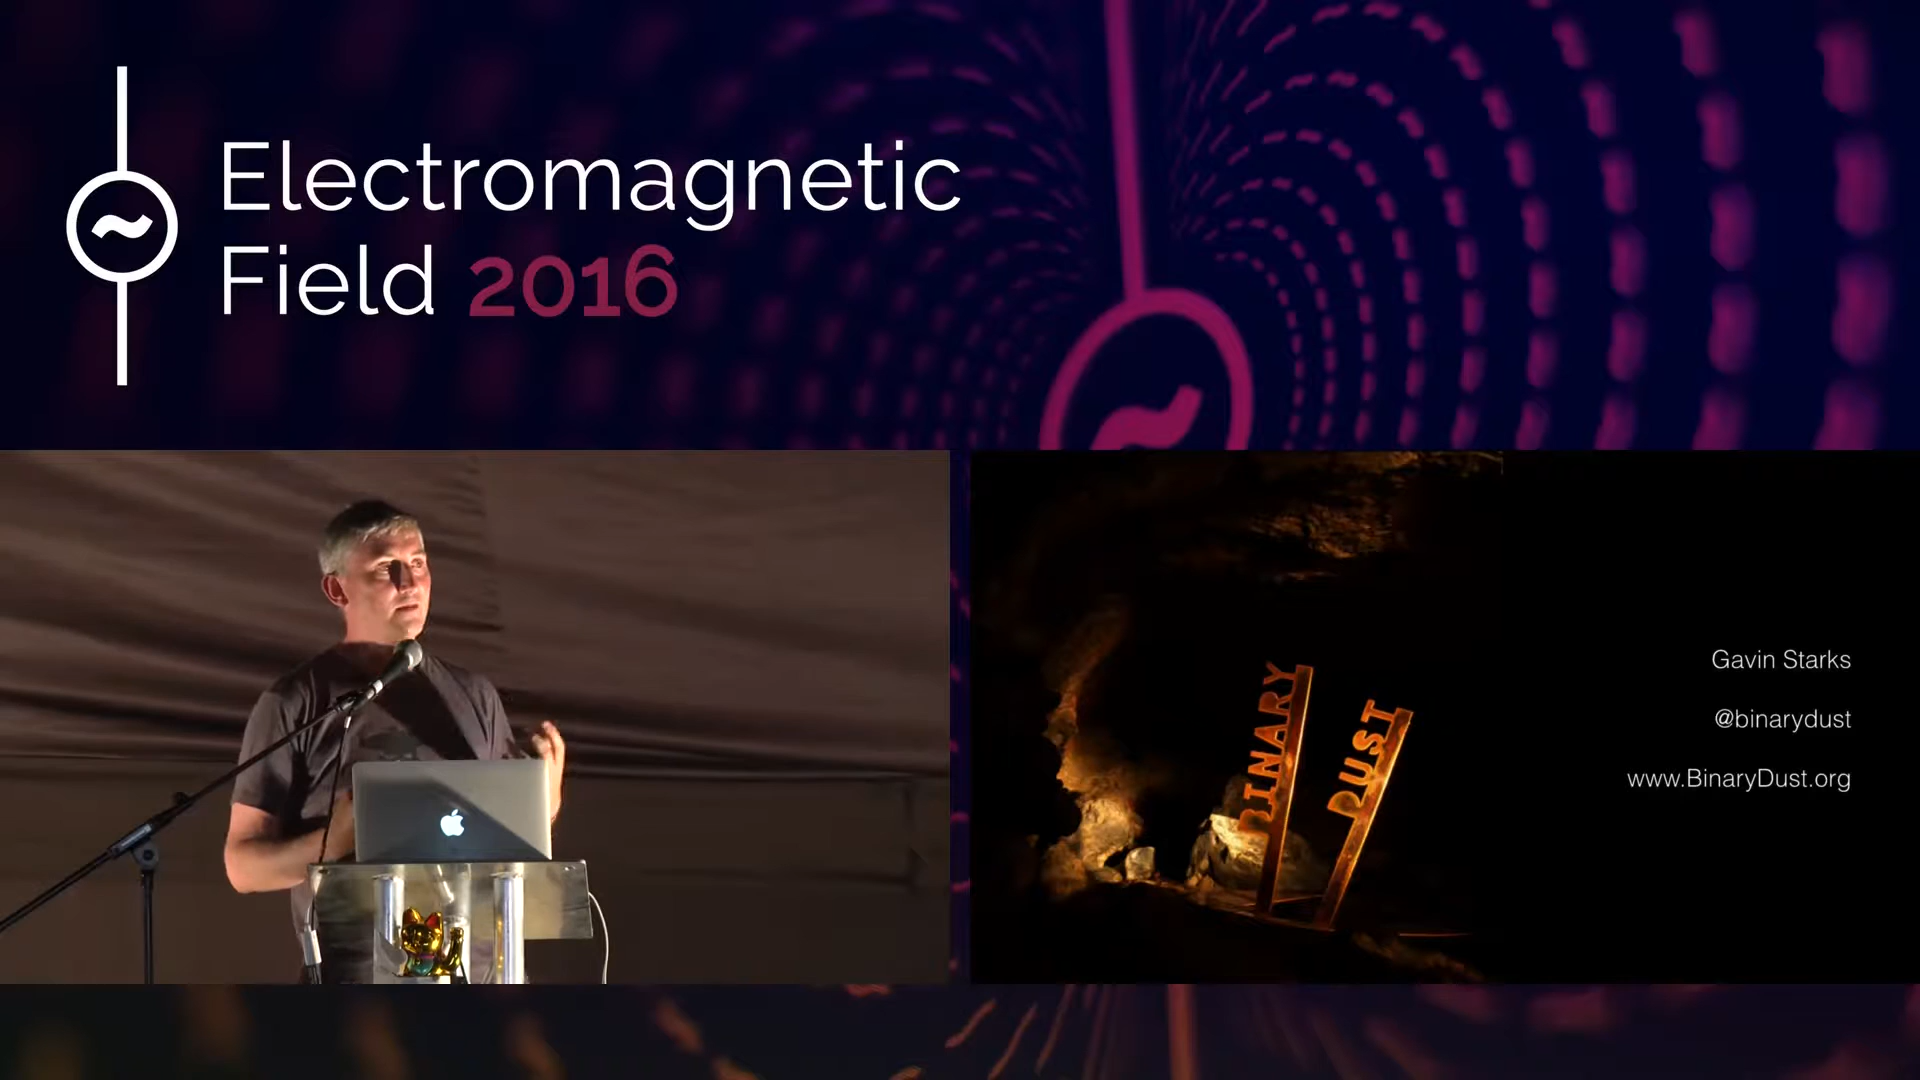 Electromagnetic
Field 2016
BINARY
DUST
Gavin Starks
@binarydust
www.BinaryDust.org